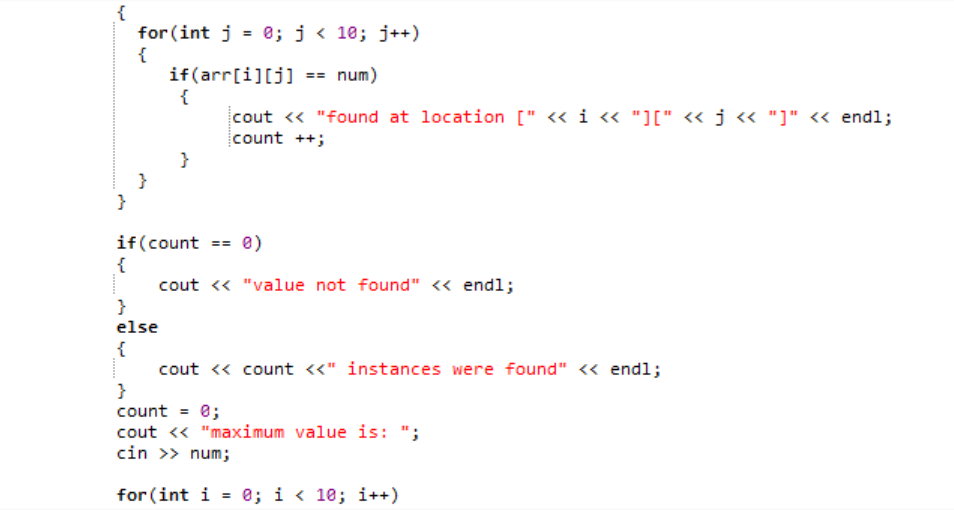 {
for(int j = 0; j < 10; j++)
{
if(arr[i][j] == num)
{
cout << "found at location [" << i << "][" << j << "]" << endl;
count ++;
}
}
}
if(count == 0)
{
cout << "value not found" << endl;
}
else
{
cout << count <<" instances were found" << endl;
}
count = 0;
cout << "maximum value is: ";
cin >> num;
for(int i = 0; i < 10; i++)